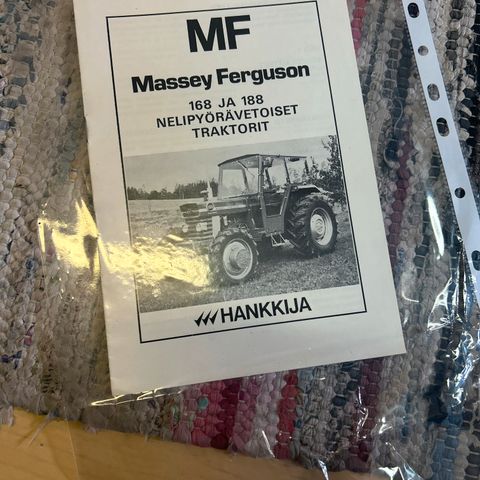 MF
Massey Ferguson
168 JA 188
NELIPYÖRÄVETOISET
TRAKTORIT
HANKKIJA